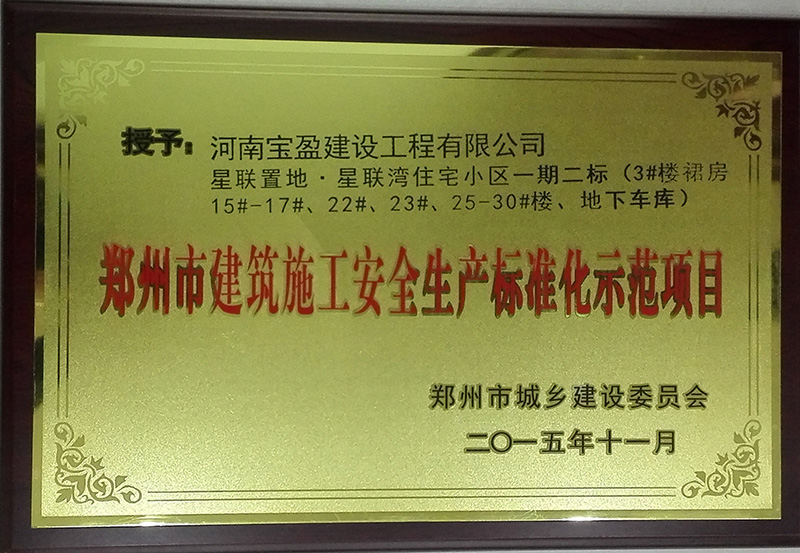 授予：河南宝盈建设工程有限公司
星联置地·星联湾住宅小区一期二标（3#楼裙房
15#-17#、22#、23#、25-30#楼、地下车库）
郑州市建筑施工安全生产标准化示范项目
郑州市城乡建设委员会
二〇一五年十一月